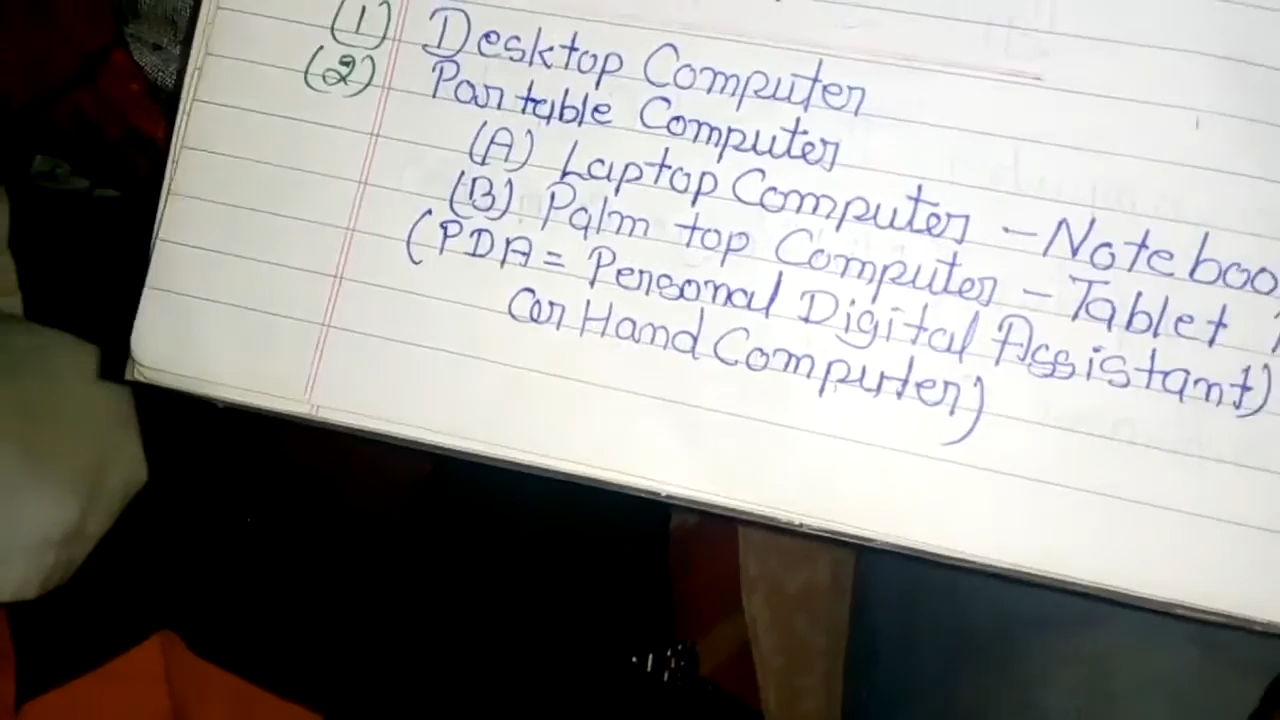 (1) Desktop Computer
(2) Portable Computer
(A) Laptop Computer - Noteboo
(B) Palm top Computer - Tablet
(PDA = Personal Digital Assistant)
(or Hand Computer)